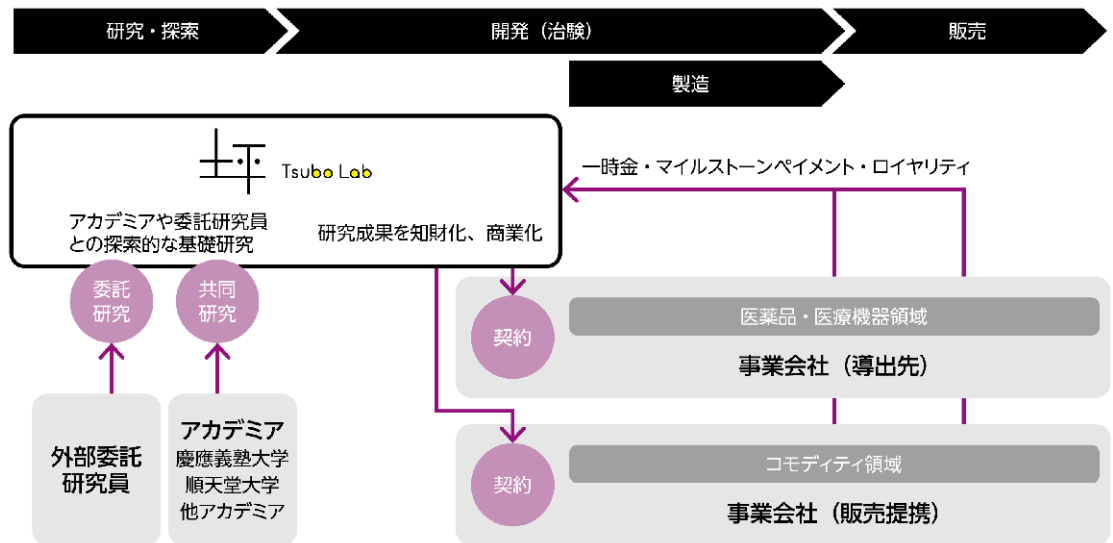 研究・探索
開発（治験）
販売
製造
Tsubo Lab
一時金・マイルストーンペイメント・ロイヤリティ
アカデミアや委託研究員
との探索的な基礎研究
研究成果を知財化、商業化
委託
研究
共同
研究
契約
医薬品・医療機器領域
事業会社（導出先）
外部委託
研究員
アカデミア
慶應義塾大学
順天堂大学
他アカデミア
契約
コモディティ領域
事業会社（販売提携）